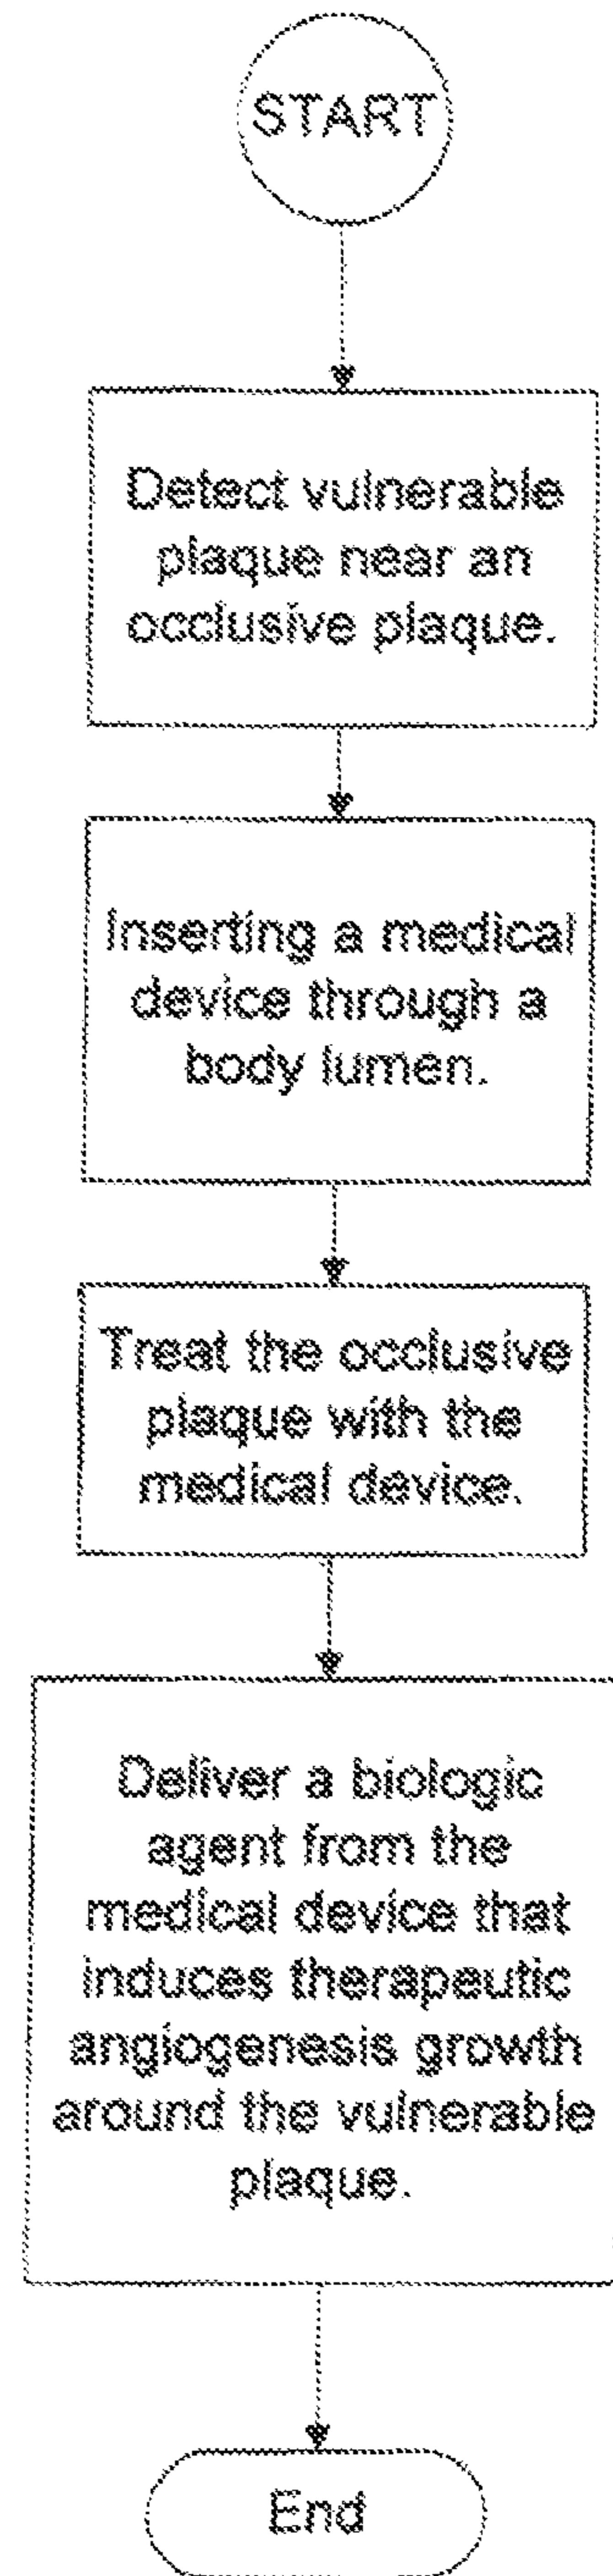 START
Detect vulnerable
plaque near an
occlusive plaque.
Inserting a medical
device through a
body lumen.
Treat the occlusive
plaque with the
medical device.
Deliver a biologic
agent from the
medical device that
induces therapeutic
angiogenesis growth
around the vulnerable
plaque.
End